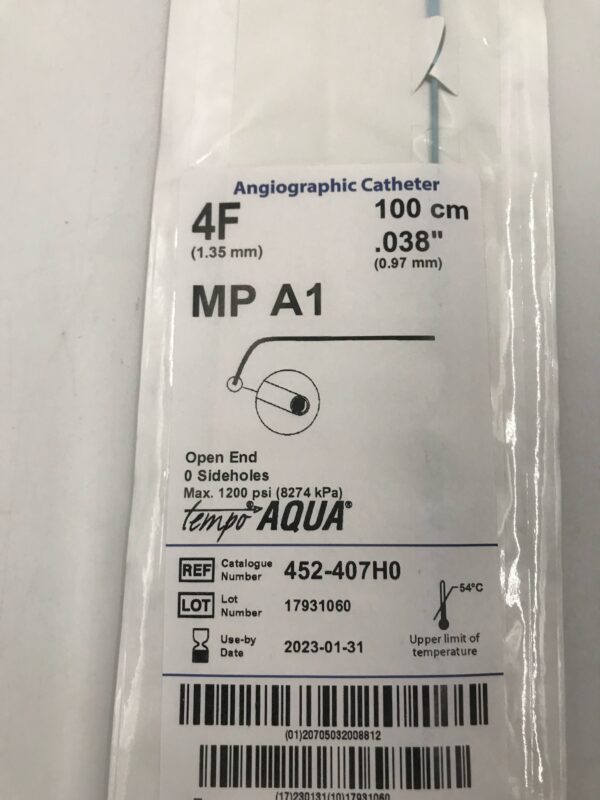 Angiographic Catheter
4F
(1.35 mm)
100 cm
.038"
(0.97 mm)
MP A1
Open End
0 Sideholes
Max. 1200 psi (8274 kPa)
tempo® AQUA®
REF Catalogue Number 452-407H0
LOT Lot Number 17931060
Use-by Date 2023-01-31
54°C
Upper limit of
temperature
(01)20705032008812
(17)230131(10)17931060